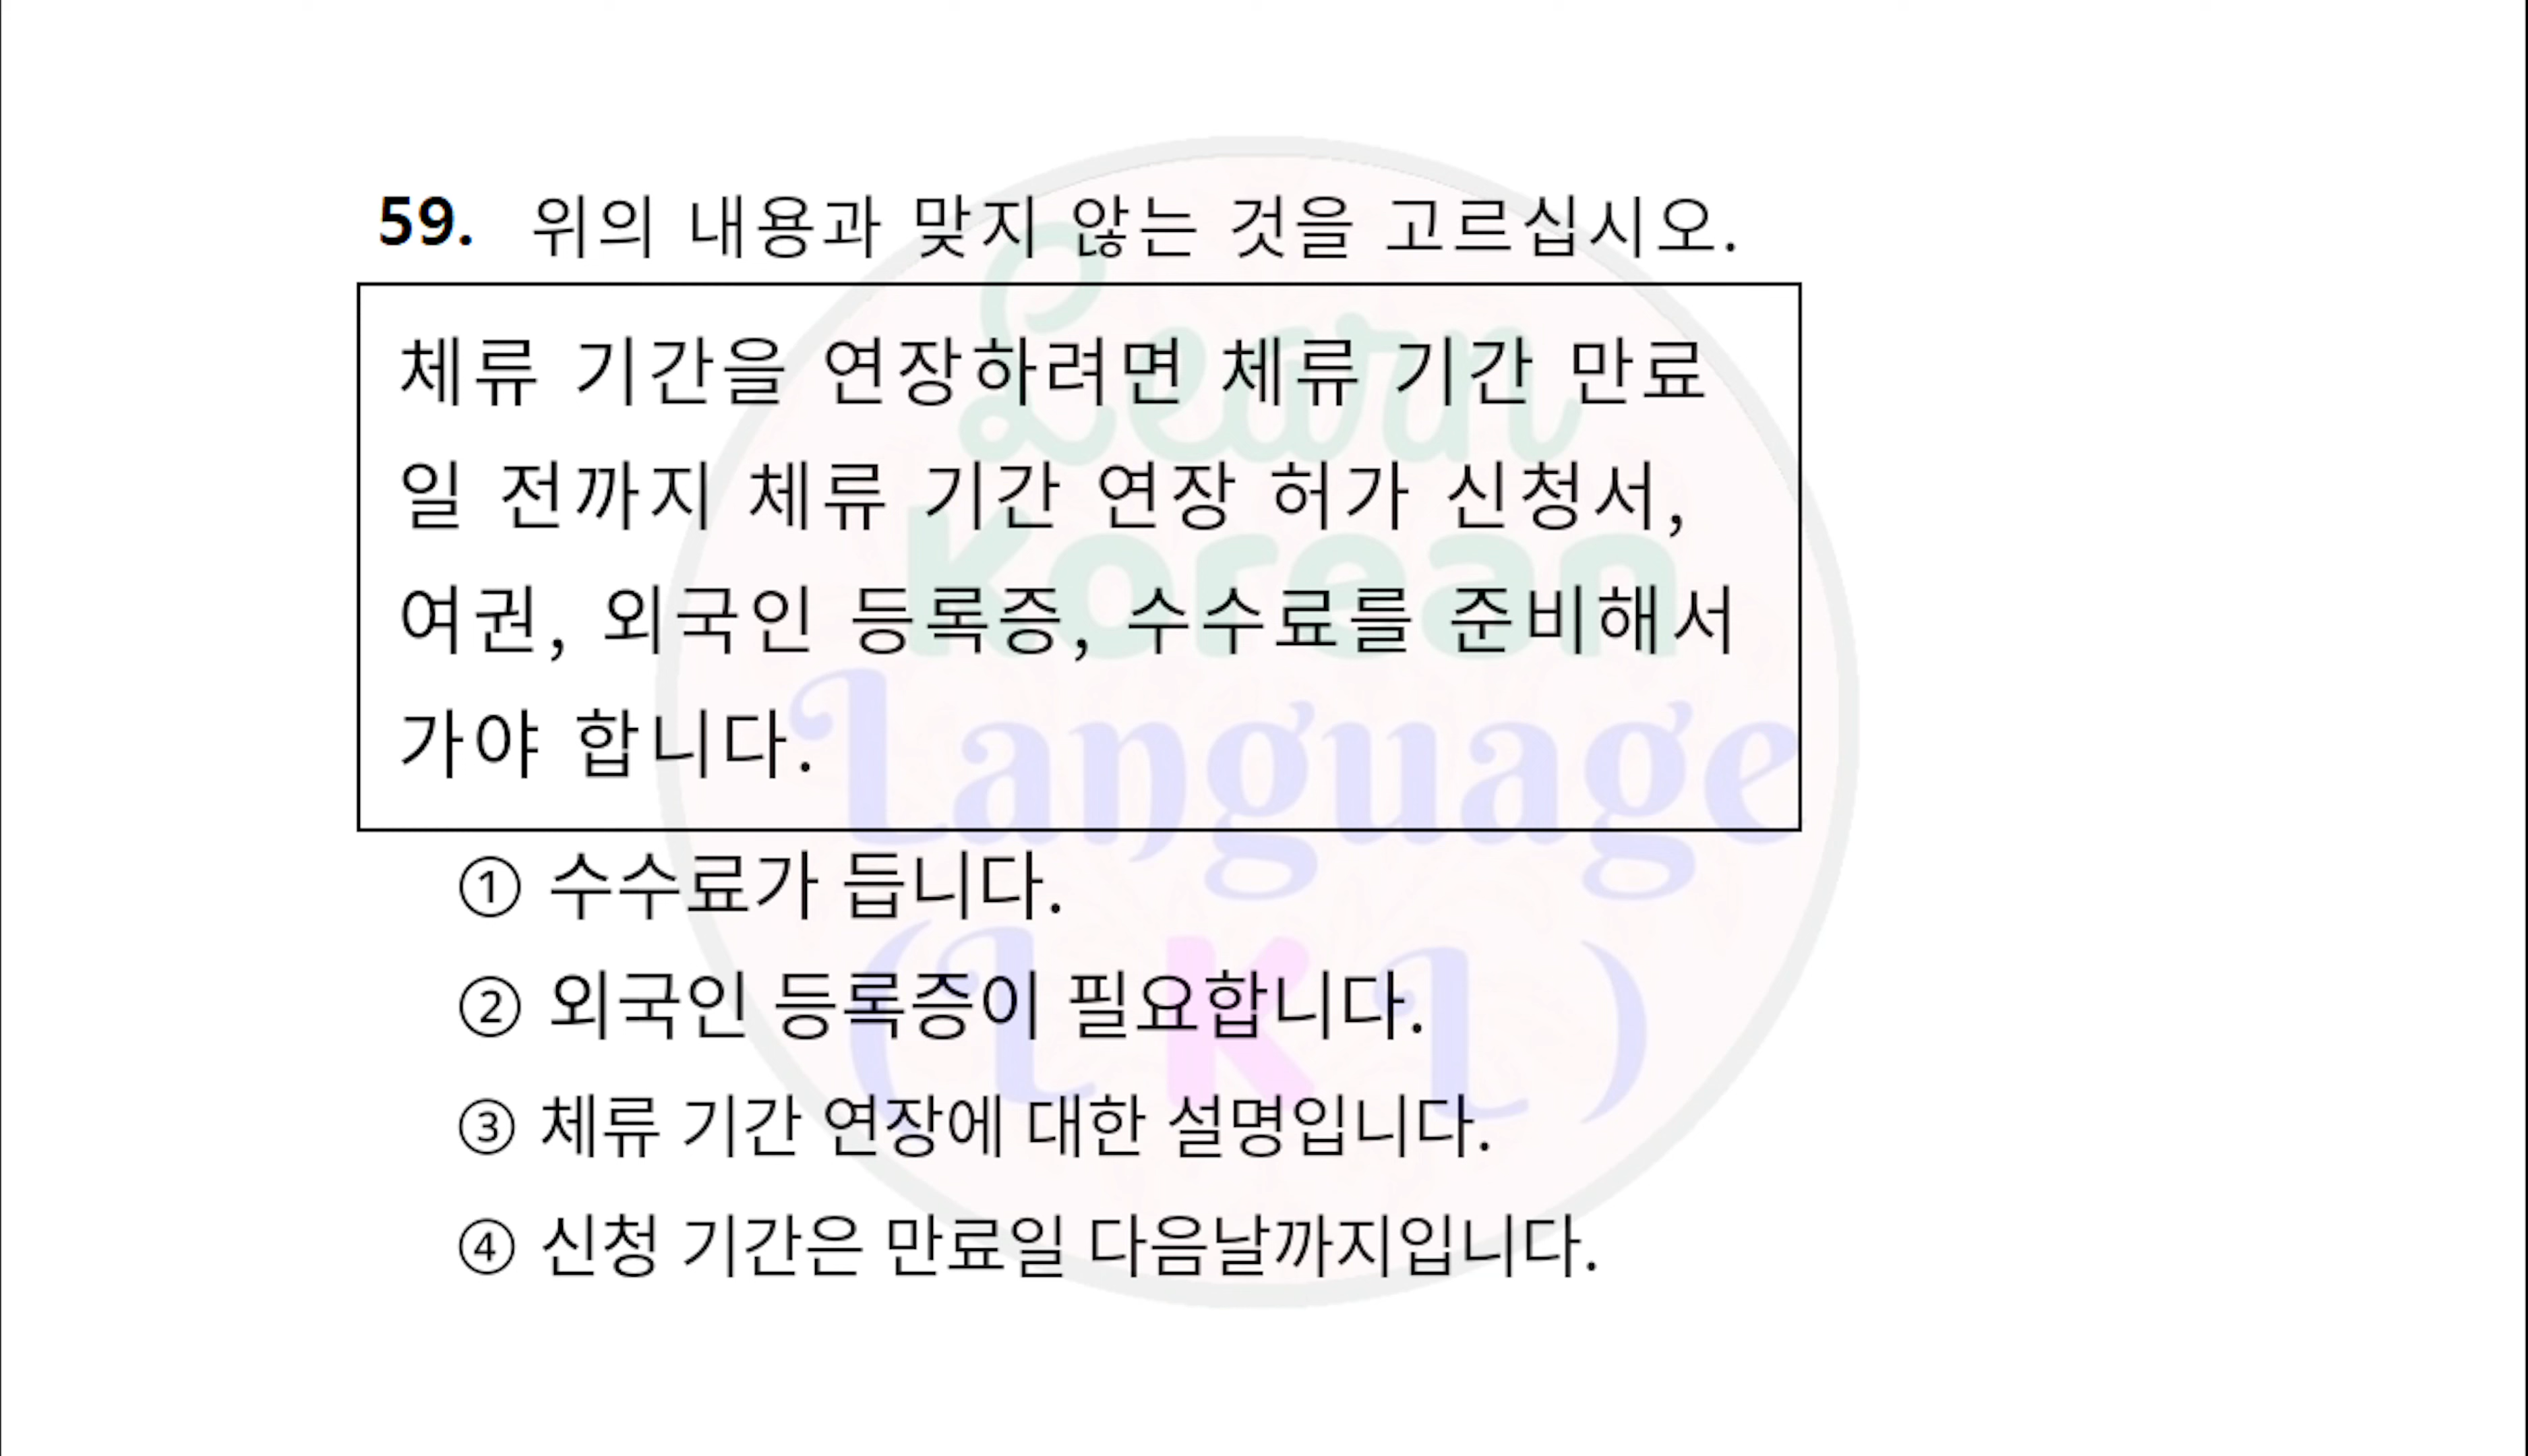 59. 위의 내용과 맞지 않는 것을 고르십시오.
체류 기간을 연장하려면 체류 기간 만료
일 전까지 체류 기간 연장 허가 신청서,
여권, 외국인 등록증, 수수료를 준비해서
가야 합니다.
① 수수료가 듭니다.
② 외국인 등록증이 필요합니다.
③ 체류 기간 연장에 대한 설명입니다.
④ 신청 기간은 만료일 다음날까지입니다.
Learn
Korean
Language
(L K L)